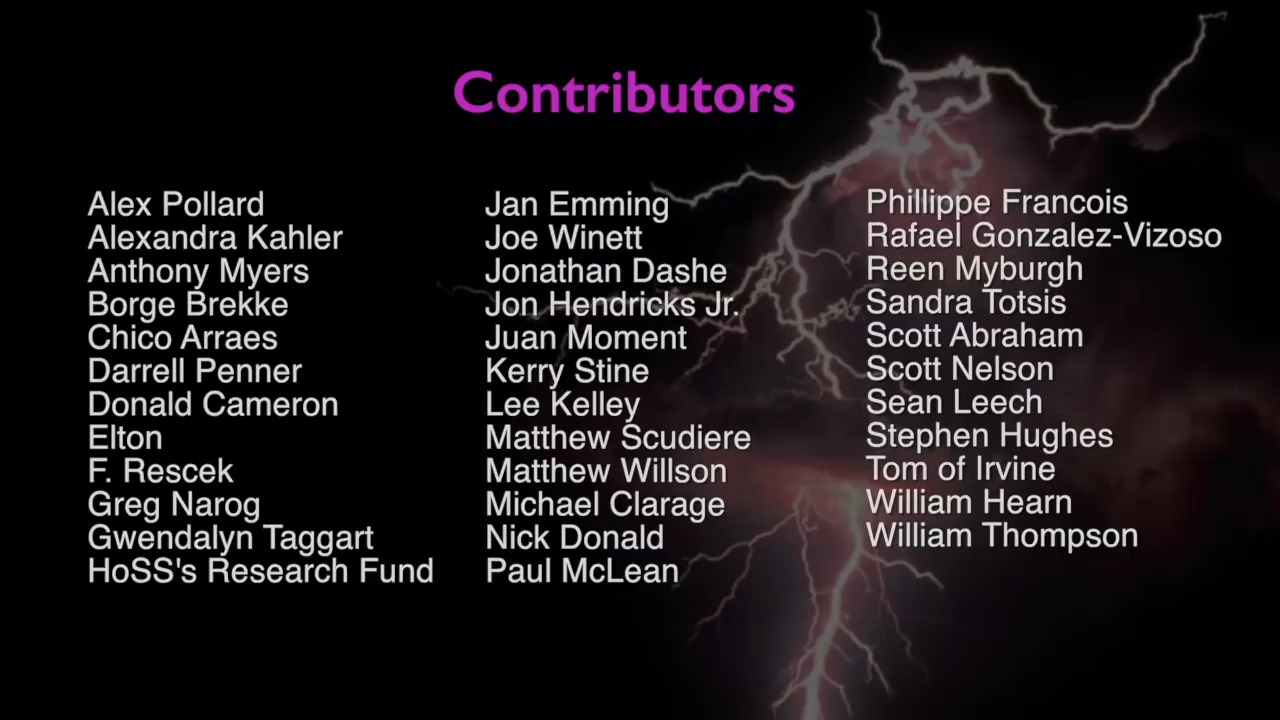 Contributors
Alex Pollard
Alexandra Kahler
Anthony Myers
Borge Brekke
Chico Arraes
Darrell Penner
Donald Cameron
Elton
F. Rescek
Greg Narog
Gwendalyn Taggart
HoSS's Research Fund
Jan Emming
Joe Winett
Jonathan Dashe
Jon Hendricks Jr.
Juan Moment
Kerry Stine
Lee Kelley
Matthew Scudiere
Matthew Willson
Michael Clarage
Nick Donald
Paul McLean
Phillippe Francois
Rafael Gonzalez-Vizoso
Reen Myburgh
Sandra Totsis
Scott Abraham
Scott Nelson
Sean Leech
Stephen Hughes
Tom of Irvine
William Hearn
William Thompson